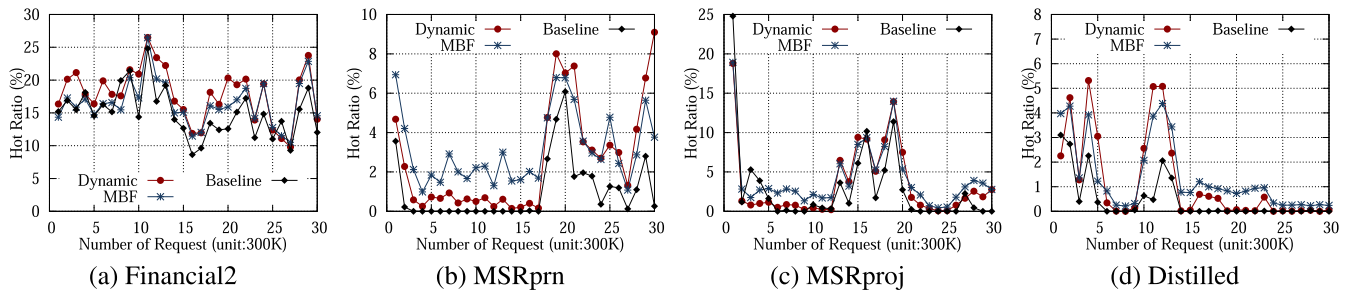 30
25
20
15
10
5
0
Hot Ratio (%)
Dynamic
MBF
Baseline
0 5 10 15 20 25 30
Number of Request (unit:300K)
(a) Financial2
10
8
6
4
2
0
Hot Ratio (%)
Dynamic
MBF
Baseline
0 5 10 15 20 25 30
Number of Request (unit:300K)
(b) MSRprn
25
20
15
10
5
0
Hot Ratio (%)
Dynamic
MBF
Baseline
0 5 10 15 20 25 30
Number of Request (unit:300K)
(c) MSRproj
8
7
6
5
4
3
2
1
0
Hot Ratio (%)
Dynamic
MBF
Baseline
0 5 10 15 20 25 30
Number of Request (unit:300K)
(d) Distilled